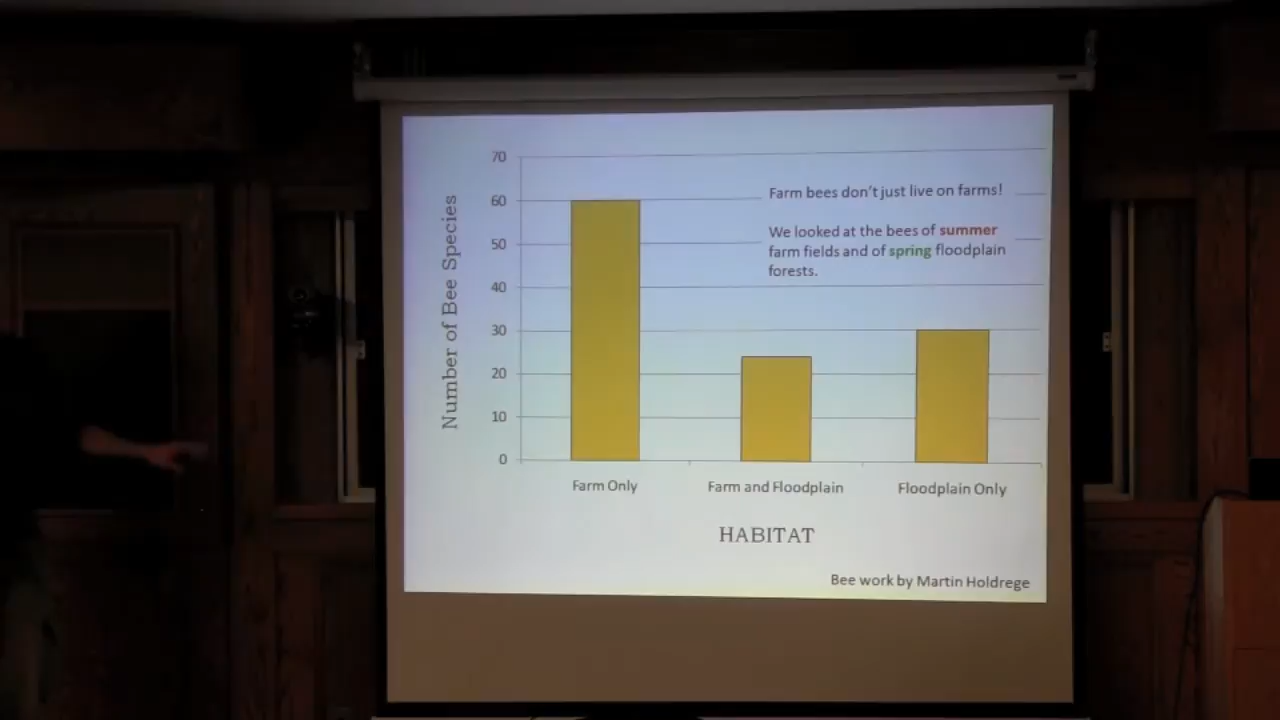 70
60
50
40
30
20
10
0
Number of Bee Species
Farm bees don't just live on farms!
We looked at the bees of summer
farm fields and of spring floodplain
forests.
Farm Only
Farm and Floodplain
Floodplain Only
HABITAT
Bee work by Martin Holdrege